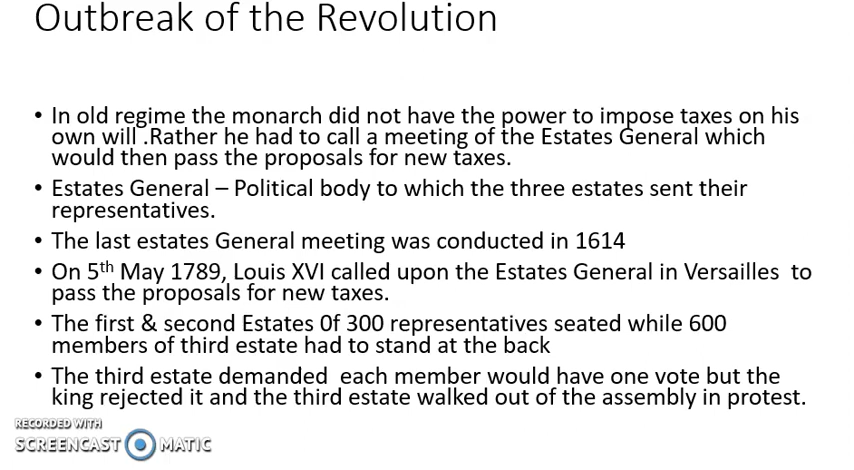 Outbreak of the Revolution
• In old regime the monarch did not have the power to impose taxes on his
own will .Rather he had to call a meeting of the Estates General which
would then pass the proposals for new taxes.
• Estates General – Political body to which the three estates sent their
representatives.
• The last estates General meeting was conducted in 1614
• On 5th May 1789, Louis XVI called upon the Estates General in Versailles  to
pass the proposals for new taxes.
• The first & second Estates 0f 300 representatives seated while 600
members of third estate had to stand at the back
• The third estate demanded  each member would have one vote but the
king rejected it and the third estate walked out of the assembly in protest.
RECORDED WITH
SCREENCAST MATIC